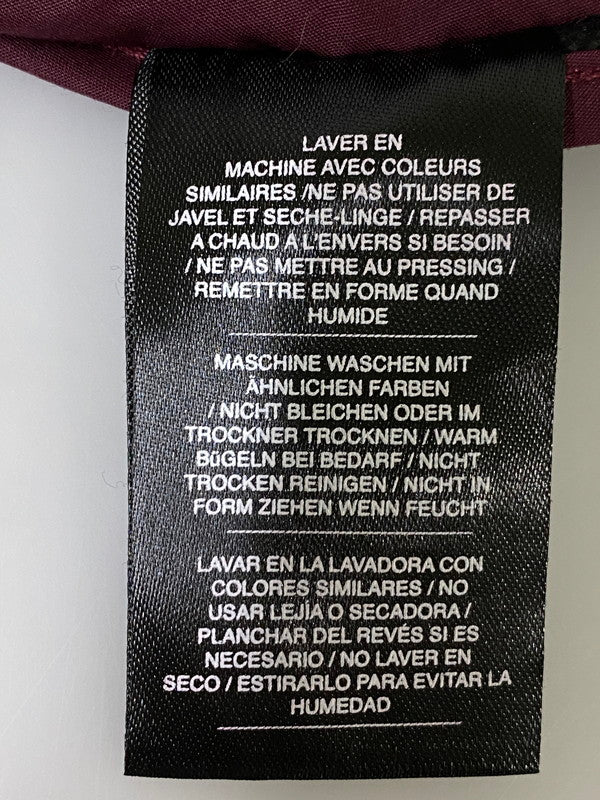 LAVER EN
MACHINE AVEC COLEURS
SIMILAIRES /NE PAS UTILISER DE
JAVEL ET SECHE-LINGE / REPASSER
A CHAUD A L'ENVERS SI BESOIN
/ NE PAS METTRE AU PRESSING /
REMETTRE EN FORME QUAND
HUMIDE
MASCHINE WASCHEN MIT
ÄHNLICHEN FARBEN
/ NICHT BLEICHEN ODER IM
TROCKNER TROCKNEN / WARM
BüGELN BEI BEDARF / NICHT
TROCKEN REINIGEN / NICHT IN
FORM ZIEHEN WENN FEUCHT
LAVAR EN LA LAVADORA CON
COLORES SIMILARES / NO
USAR LEJÍA O SECADORA /
PLANCHAR DEL REVÉS SI ES
NECESARIO / NO LAVER EN
SECO / ESTIRARLO PARA EVITAR LA
HUMEDAD